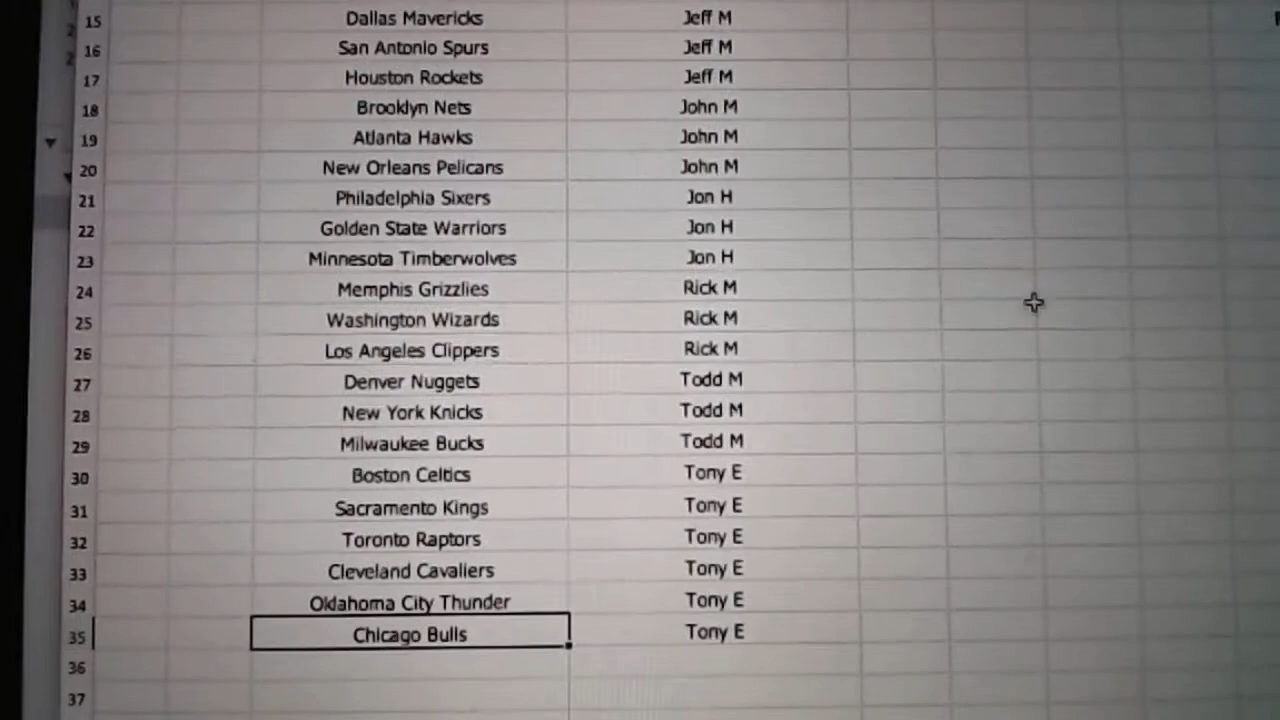 15 Dallas Mavericks Jeff M
16 San Antonio Spurs Jeff M
17 Houston Rockets Jeff M
18 Brooklyn Nets John M
19 Atlanta Hawks John M
20 New Orleans Pelicans John M
21 Philadelphia Sixers Jon H
22 Golden State Warriors Jon H
23 Minnesota Timberwolves Jon H
24 Memphis Grizzlies Rick M
25 Washington Wizards Rick M
26 Los Angeles Clippers Rick M
27 Denver Nuggets Todd M
28 New York Knicks Todd M
29 Milwaukee Bucks Todd M
30 Boston Celtics Tony E
31 Sacramento Kings Tony E
32 Toronto Raptors Tony E
33 Cleveland Cavaliers Tony E
34 Oklahoma City Thunder Tony E
35 Chicago Bulls Tony E
36
37